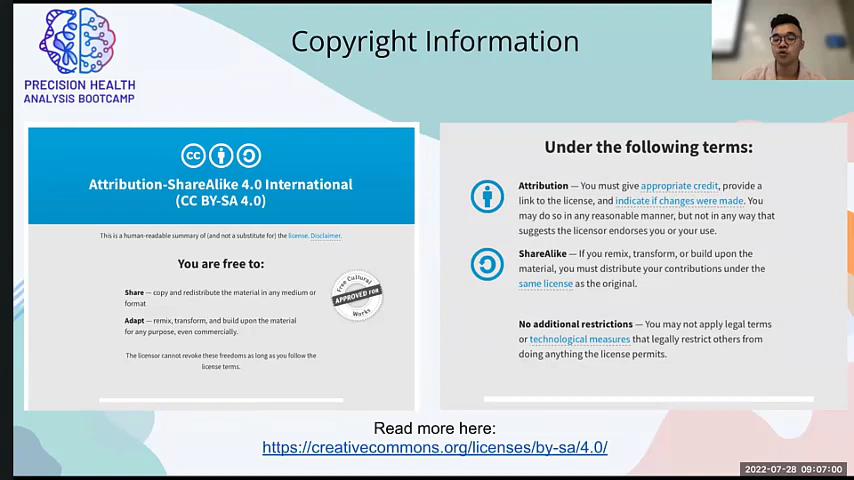 Copyright Information
PRECISION HEALTH
ANALYSIS BOOTCAMP
cc
Attribution-ShareAlike 4.0 International
(CC BY-SA 4.0)
This is a human-readable summary of (and not a substitute for) the license. Disclaimer.
You are free to:
Share — copy and redistribute the material in any medium or
format
Adapt — remix, transform, and build upon the material
for any purpose, even commercially.
The licensor cannot revoke these freedoms as long as you follow the
license terms.
Free Cultural
APPROVED FOR
Works
Under the following terms:
Attribution — You must give appropriate credit, provide a
link to the license, and indicate if changes were made. You
may do so in any reasonable manner, but not in any way that
suggests the licensor endorses you or your use.
ShareAlike — If you remix, transform, or build upon the
material, you must distribute your contributions under the
same license as the original.
No additional restrictions — You may not apply legal terms
or technological measures that legally restrict others from
doing anything the license permits.
Read more here:
https://creativecommons.org/licenses/by-sa/4.0/
2022-07-28 09:07:00